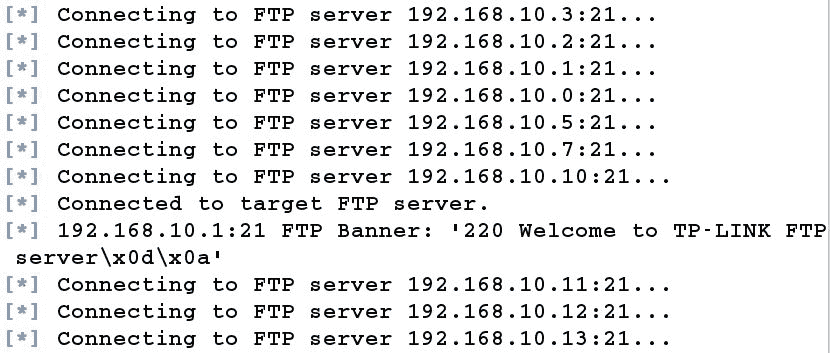 [*] Connecting to FTP server 192.168.10.3:21...
[*] Connecting to FTP server 192.168.10.2:21...
[*] Connecting to FTP server 192.168.10.1:21...
[*] Connecting to FTP server 192.168.10.0:21...
[*] Connecting to FTP server 192.168.10.5:21...
[*] Connecting to FTP server 192.168.10.7:21...
[*] Connecting to FTP server 192.168.10.10:21...
[*] Connected to target FTP server.
[*] 192.168.10.1:21 FTP Banner: '220 Welcome to TP-LINK FTP
server\x0d\x0a'
[*] Connecting to FTP server 192.168.10.11:21...
[*] Connecting to FTP server 192.168.10.12:21...
[*] Connecting to FTP server 192.168.10.13:21...